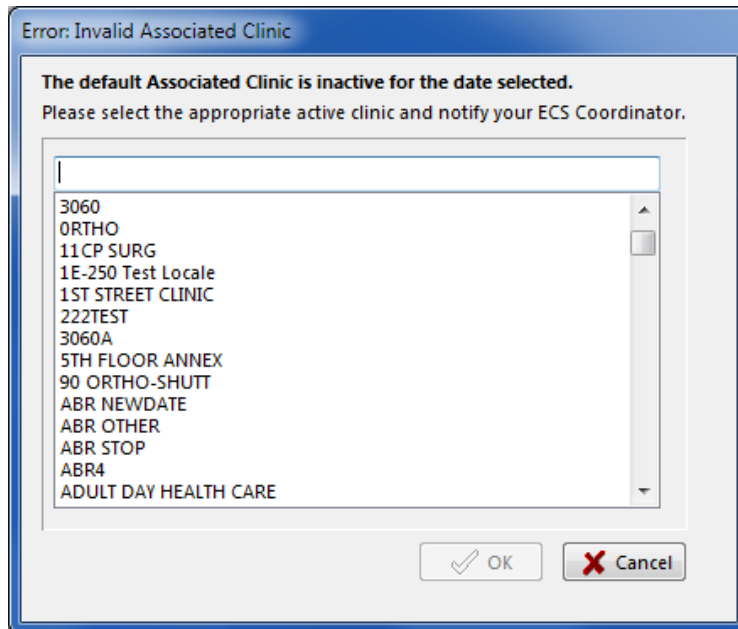 Error: Invalid Associated Clinic
The default Associated Clinic is inactive for the date selected.
Please select the appropriate active clinic and notify your ECS Coordinator.
3060
0RTHO
11CP SURG
1E-250 Test Locale
1ST STREET CLINIC
222TEST
3060A
5TH FLOOR ANNEX
90 ORTHO-SHUTT
ABR NEWDATE
ABR OTHER
ABR STOP
ABR4
ADULT DAY HEALTH CARE
OK Cancel